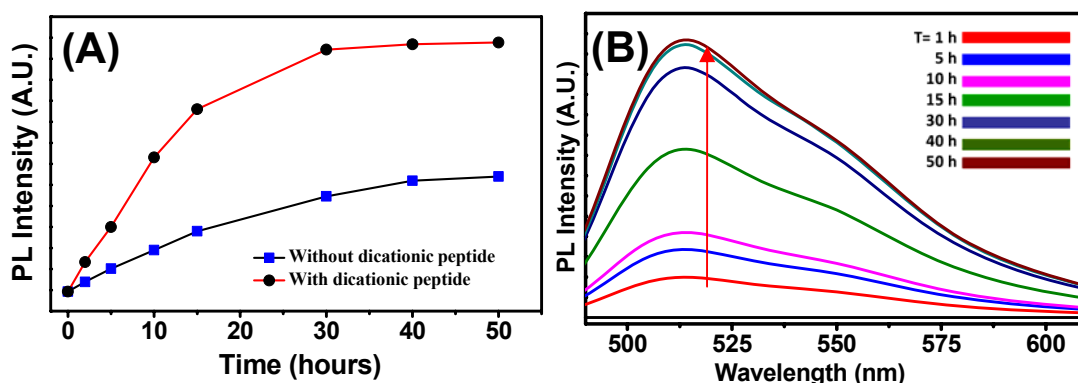 (A)
PL Intensity (A.U.)
Without dicationic peptide
With dicationic peptide
0 10 20 30 40 50
Time (hours)
(B)
PL Intensity (A.U.)
T= 1 h
5 h
10 h
15 h
30 h
40 h
50 h
500 525 550 575 600
Wavelength (nm)